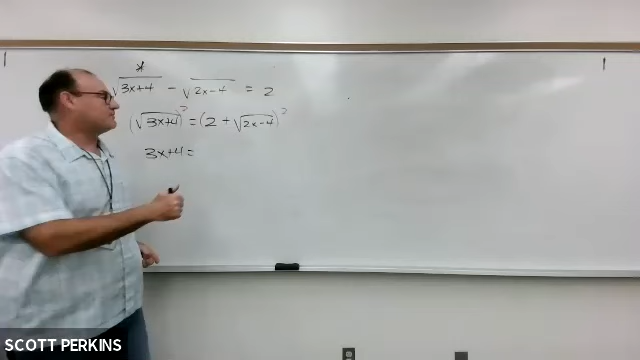 *
√3x+4 - √2x-4 = 2
(√3x+4)² = (2 + √2x-4)²
3x+4=
SCOTT PERKINS